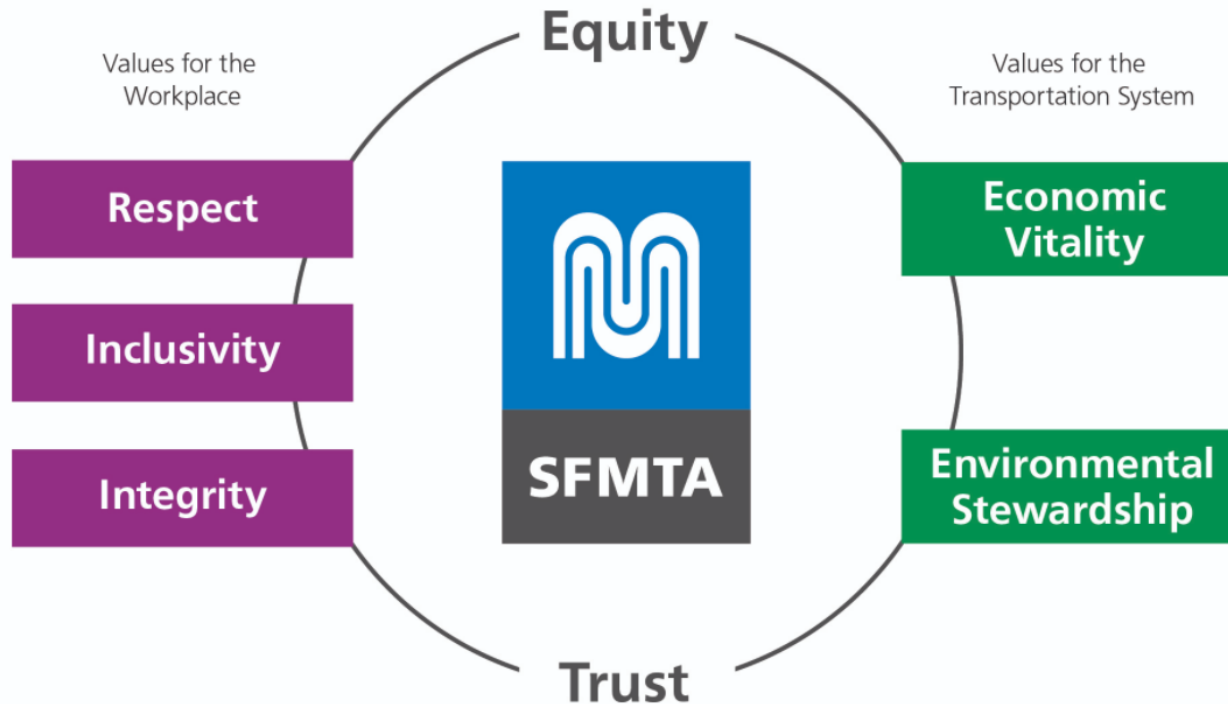 Equity
Values for the
Workplace
Respect
Inclusivity
Integrity
SFMTA
Values for the
Transportation System
Economic
Vitality
Environmental
Stewardship
Trust